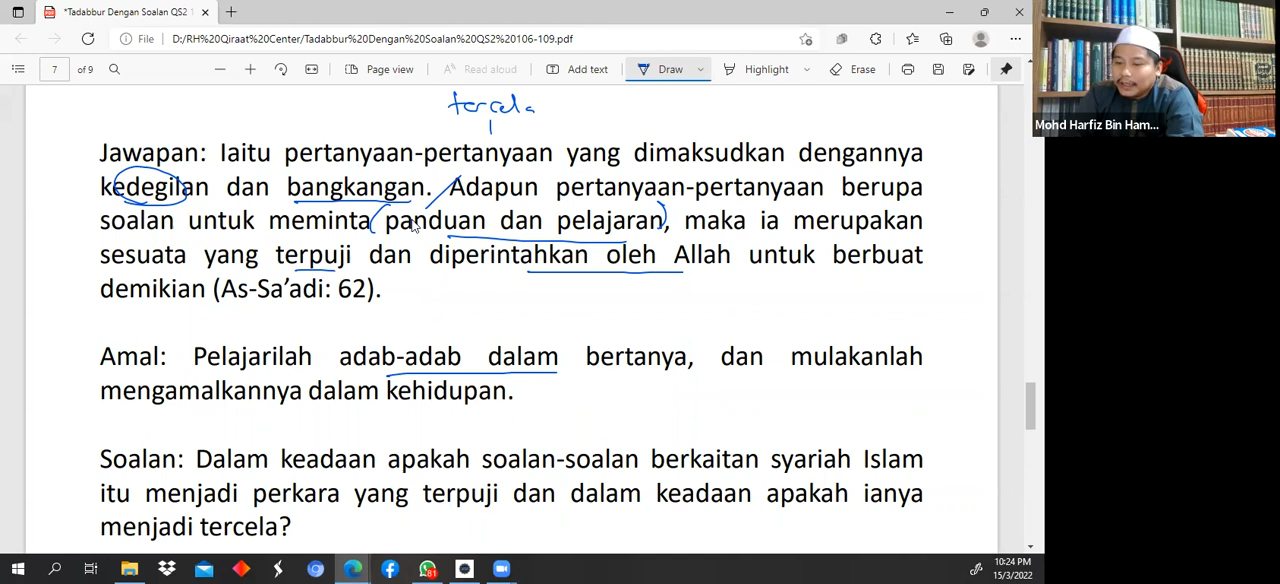 *Tadabbur Dengan Soalan QS2 1
File
D:/RH%20Qiraat%20Center/Tadabbur%20Dengan%20Soalan%20QS2%20106-109.pdf
7 of 9
Page view
Read aloud
Add text
Draw
Highlight
Erase
Mohd Harfiz Bin Ham...
tercela
Jawapan: Iaitu pertanyaan-pertanyaan yang dimaksudkan dengannya
kedegilan dan bangkangan. Adapun pertanyaan-pertanyaan berupa
soalan untuk meminta (panduan dan pelajaran), maka ia merupakan
sesuata yang terpuji dan diperintahkan oleh Allah untuk berbuat
demikian (As-Sa’adi: 62).
Amal: Pelajarilah adab-adab dalam bertanya, dan mulakanlah
mengamalkannya dalam kehidupan.
Soalan: Dalam keadaan apakah soalan-soalan berkaitan syariah Islam
itu menjadi perkara yang terpuji dan dalam keadaan apakah ianya
menjadi tercela?
81
10:24 PM
15/3/2022